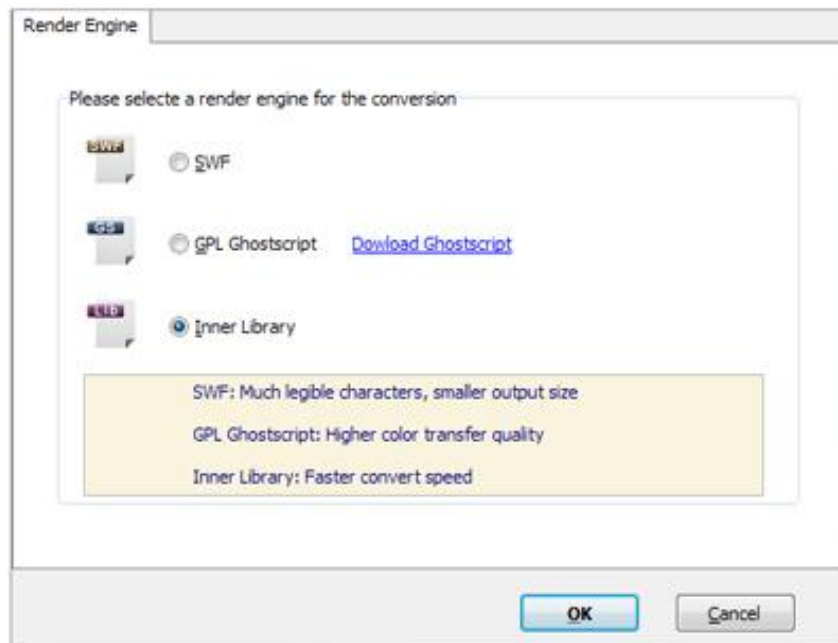 Render Engine
Please selecte a render engine for the conversion
SWF
SWF
GS
GPL Ghostscript Dowload Ghostscript
Lib
Inner Library
SWF: Much legible characters, smaller output size
GPL Ghostscript: Higher color transfer quality
Inner Library: Faster convert speed
OK Cancel